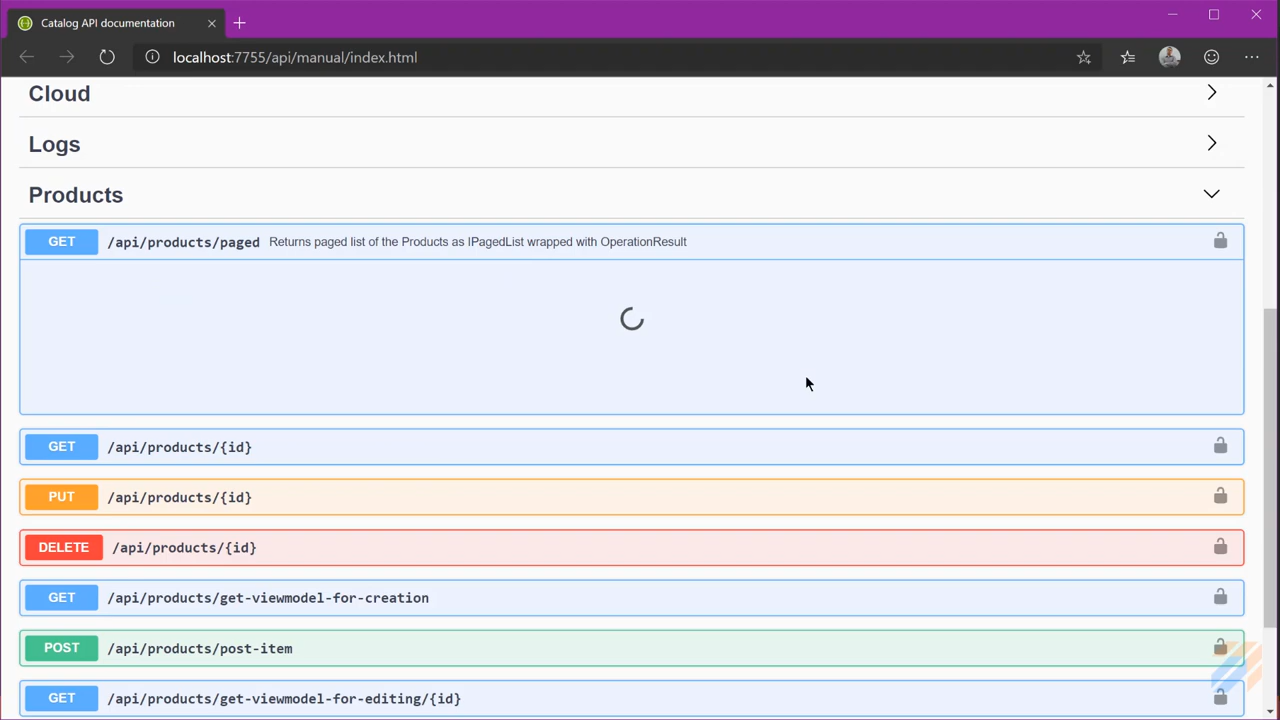 Catalog API documentation
localhost:7755/api/manual/index.html
Cloud
Logs
Products
GET /api/products/paged Returns paged list of the Products as IPagedList wrapped with OperationResult
GET /api/products/{id}
PUT /api/products/{id}
DELETE /api/products/{id}
GET /api/products/get-viewmodel-for-creation
POST /api/products/post-item
GET /api/products/get-viewmodel-for-editing/{id}